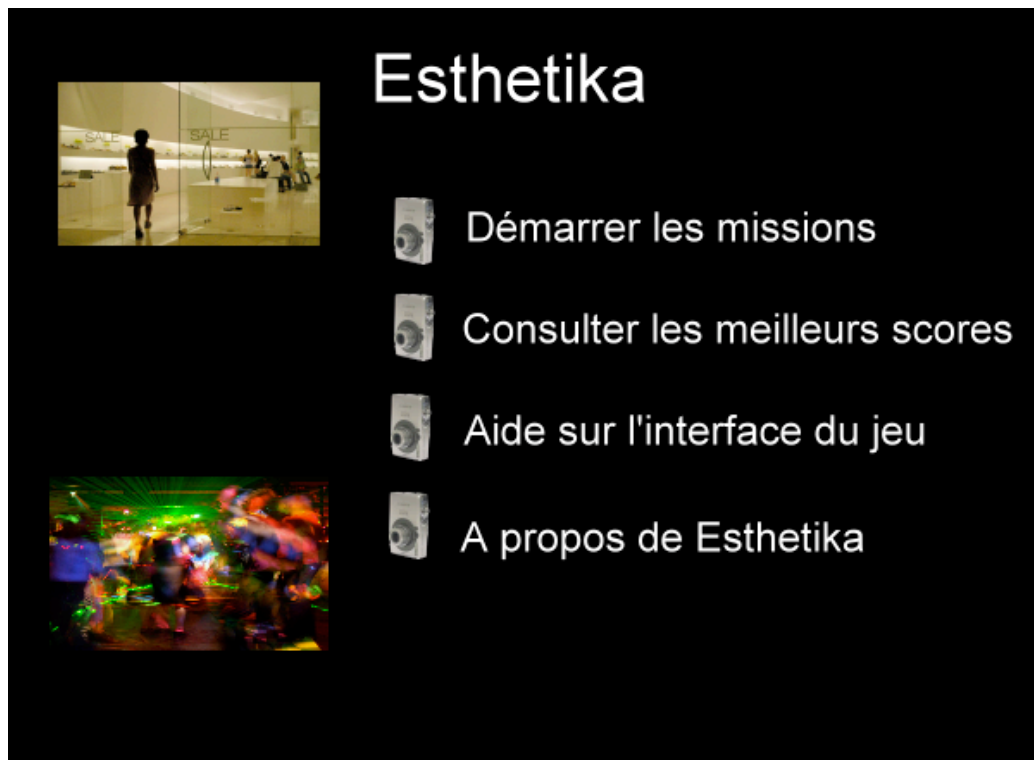 Esthetika
SALE SALE
Démarrer les missions
Consulter les meilleurs scores
Aide sur l'interface du jeu
A propos de Esthetika